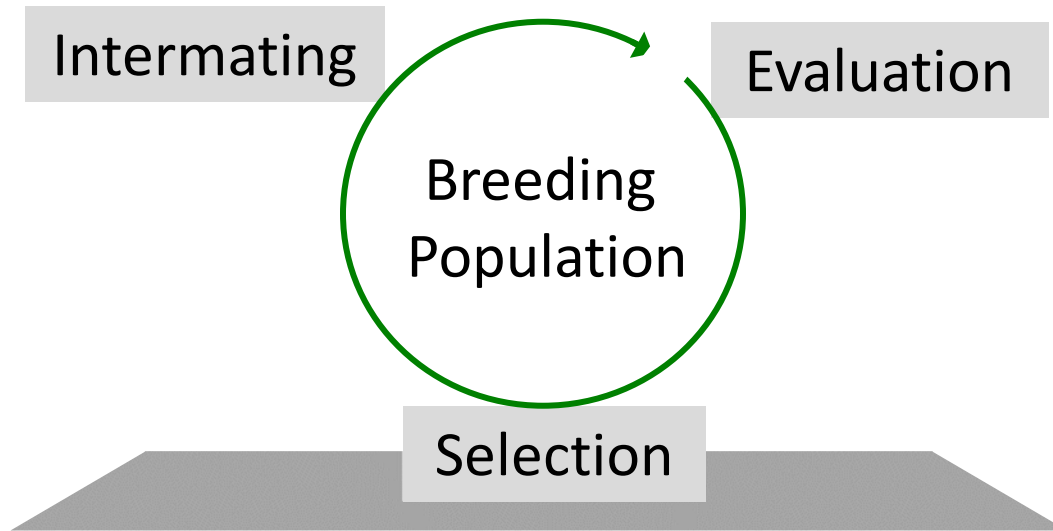 Intermating
Evaluation
Breeding
Population
Selection